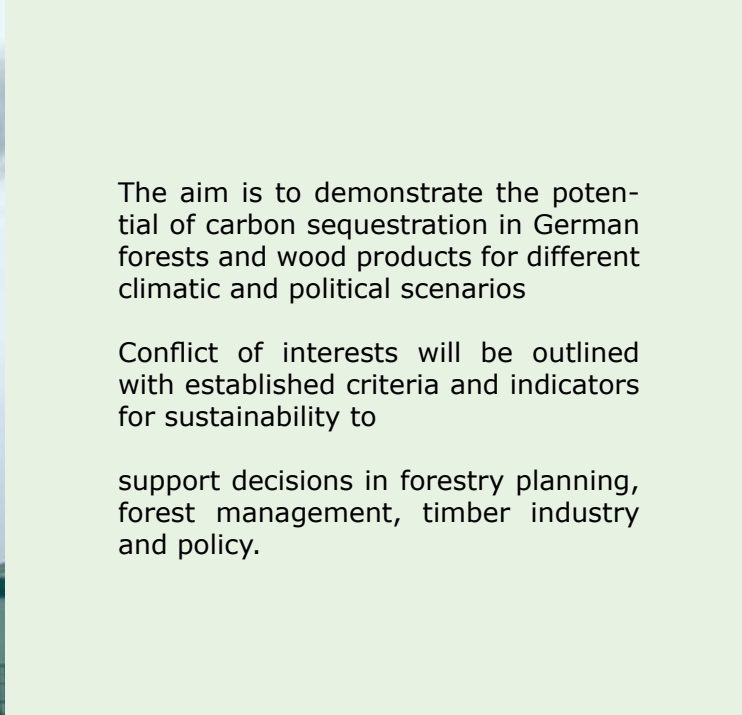 The aim is to demonstrate the poten-
tial of carbon sequestration in German
forests and wood products for different
climatic and political scenarios
Conflict of interests will be outlined
with established criteria and indicators
for sustainability to
support decisions in forestry planning,
forest management, timber industry
and policy.